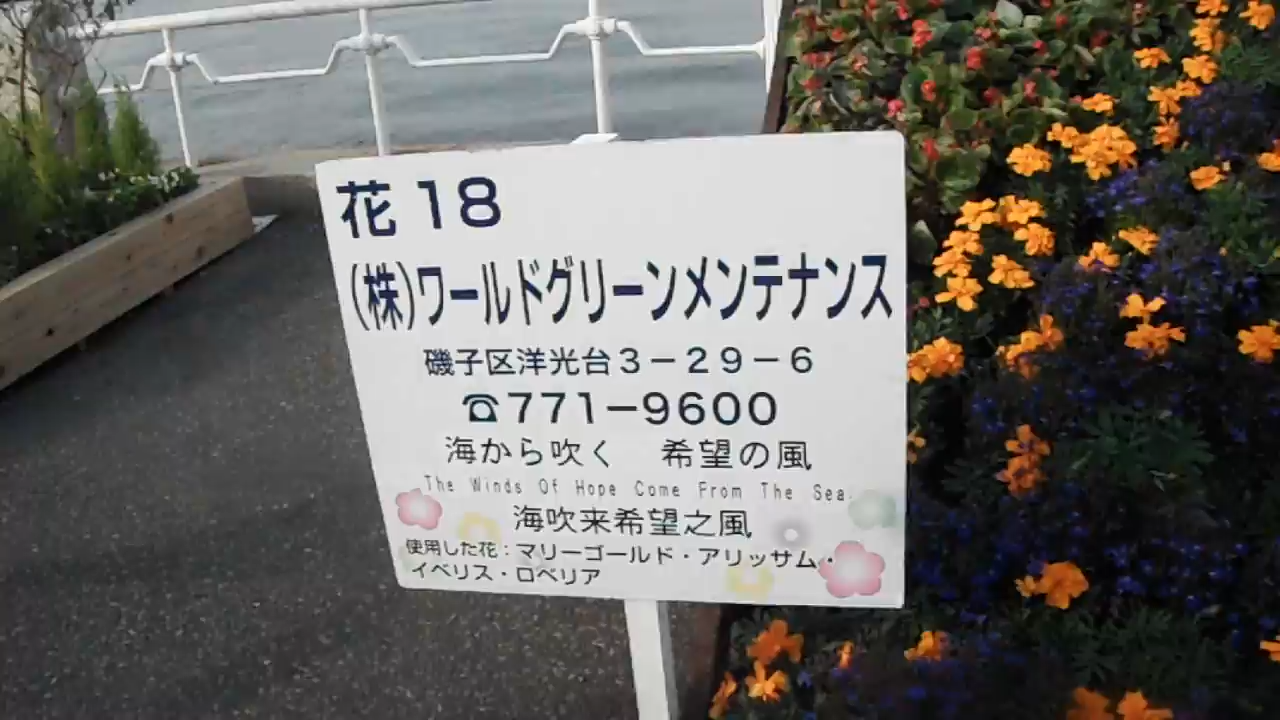 花18
(株)ワールドグリーンメンテナンス
磯子区洋光台3－29－6
☎771－9600
海から吹く　希望の風
The Winds Of Hope Come From The Sea.
海吹来希望之風
使用した花：マリーゴールド・アリッサム・
イベリス・ロベリア